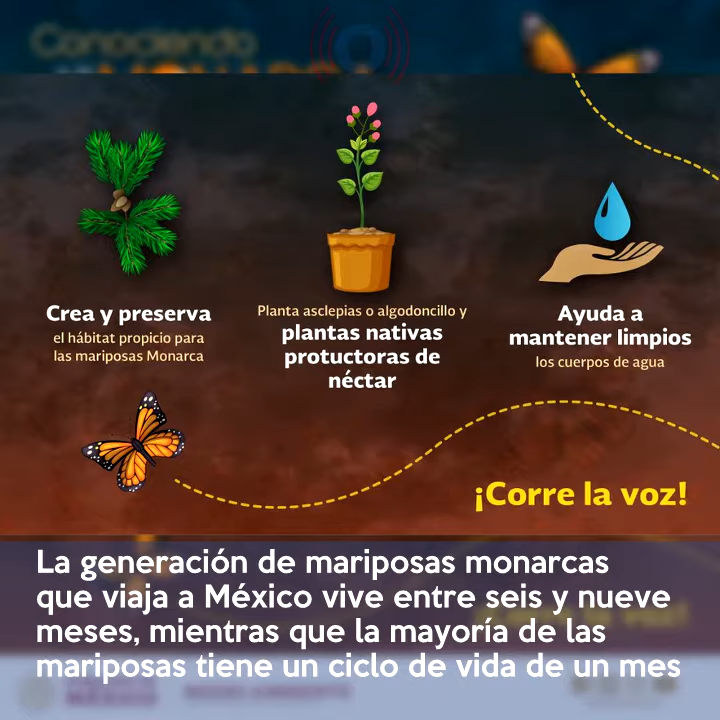 Conociendo
Crea y preserva
el hábitat propicio para
las mariposas Monarca
Planta asclepias o algodoncillo y
plantas nativas
protuctoras de
néctar
Ayuda a
mantener limpios
los cuerpos de agua
¡Corre la voz!
La generación de mariposas monarcas
que viaja a México vive entre seis y nueve
meses, mientras que la mayoría de las
mariposas tiene un ciclo de vida de un mes